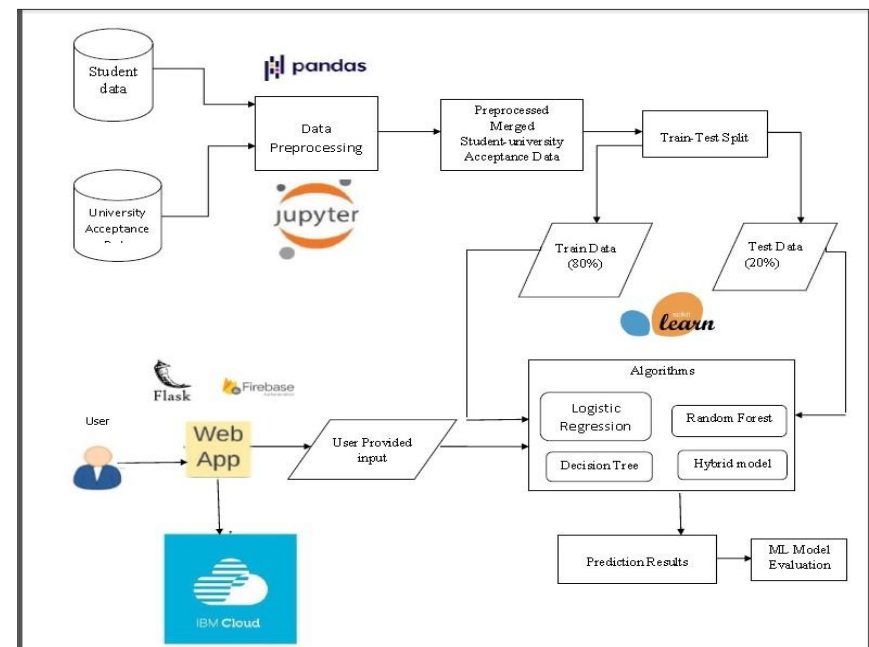 Student
data
pandas
Data
Preprocessing
Preprocessed
Merged
Student-university
Acceptance Data
Train-Test Split
University
Acceptance
jupyter
Train Data
(80%)
Test Data
(20%)
scikit
learn
Flask
Firebase
Authentication
Algorithms
Logistic
Regression
Random Forest
Decision Tree
Hybrid model
User
Web
App
User Provided
input
IBM Cloud
Prediction Results
ML Model
Evaluation